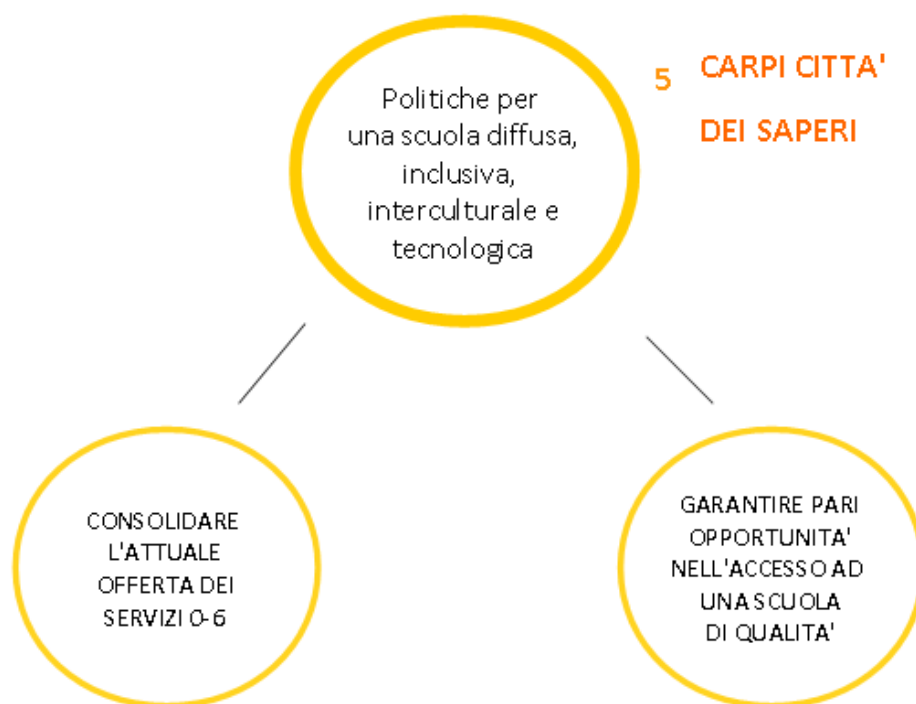 5 CARPI CITTA'
DEI SAPERI
Politiche per
una scuola diffusa,
inclusiva,
interculturale e
tecnologica
CONSOLIDARE
L'ATTUALE
OFFERTA DEI
SERVIZI 0-6
GARANTIRE PARI
OPPORTUNITA'
NELL'ACCESSO AD
UNA SCUOLA
DI QUALITA'